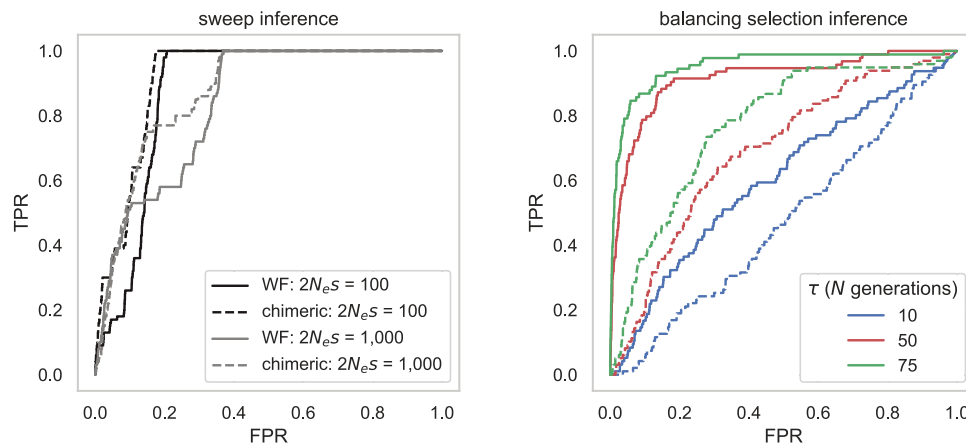 sweep inference
1.0
0.8
0.6
0.4
0.2
0.0
TPR
0.0 0.2 0.4 0.6 0.8 1.0
FPR
WF: 2NₑS = 100
chimeric: 2NₑS = 100
WF: 2NₑS = 1,000
chimeric: 2NₑS = 1,000
balancing selection inference
1.0
0.8
0.6
0.4
0.2
0.0
TPR
0.0 0.2 0.4 0.6 0.8 1.0
FPR
τ (N generations)
10
50
75